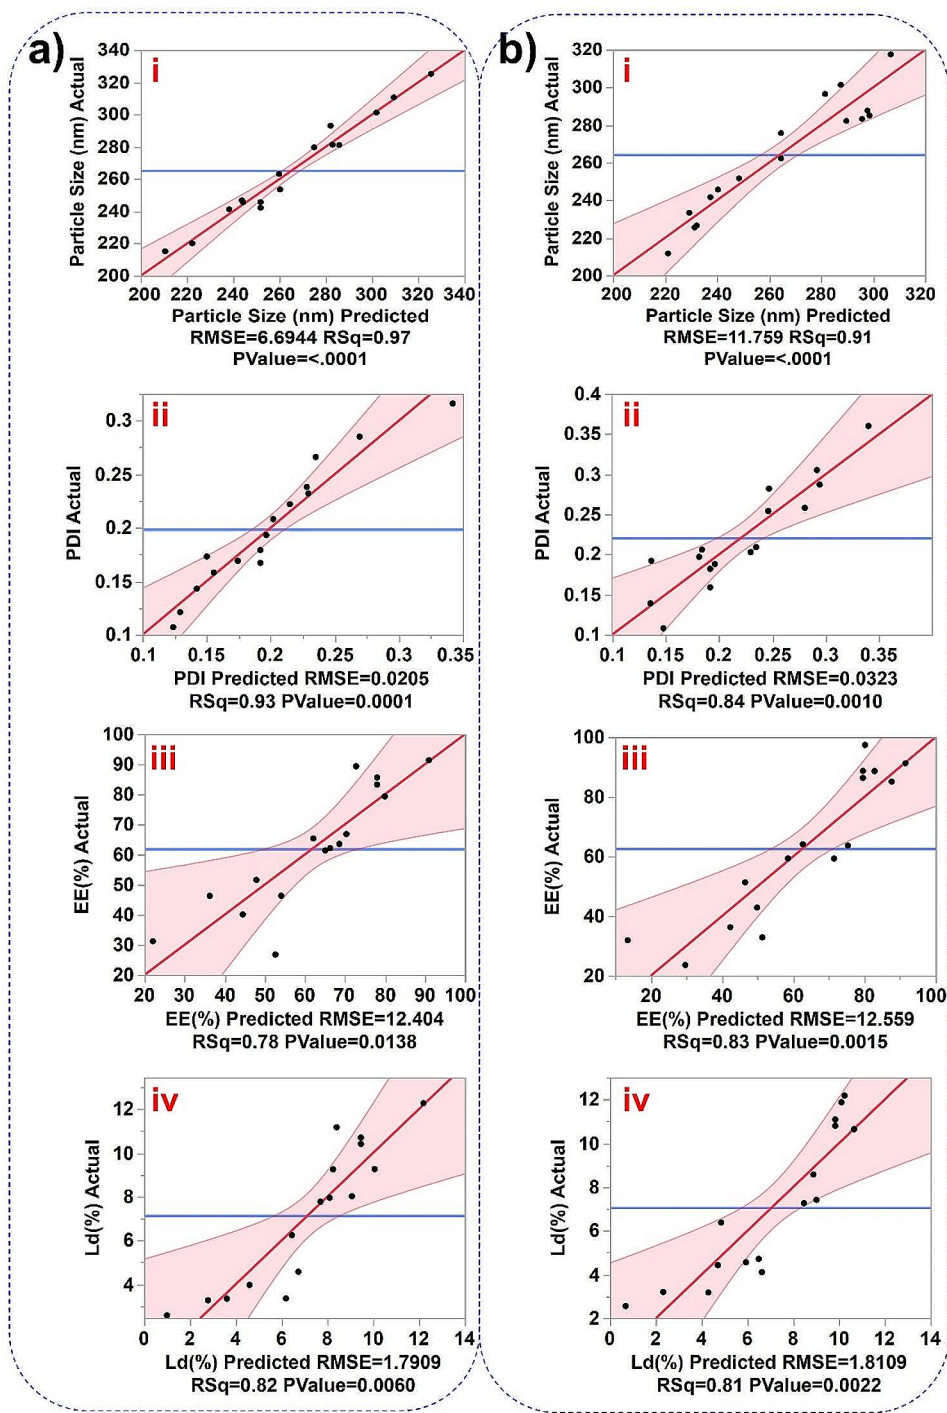 a)
i
Particle Size (nm) Actual
340
320
300
280
260
240
220
200
200 220 240 260 280 300 320 340
Particle Size (nm) Predicted
RMSE=6.6944 RSq=0.97
PValue=<.0001
ii
PDI Actual
0.3
0.25
0.2
0.15
0.1
0.1 0.15 0.2 0.25 0.3 0.35
PDI Predicted RMSE=0.0205
RSq=0.93 PValue=0.0001
iii
EE(%) Actual
100
90
80
70
60
50
40
30
20
20 30 40 50 60 70 80 90 100
EE(%) Predicted RMSE=12.404
RSq=0.78 PValue=0.0138
iv
Ld(%) Actual
12
10
8
6
4
0 2 4 6 8 10 12 14
Ld(%) Predicted RMSE=1.7909
RSq=0.82 PValue=0.0060
b)
i
Particle Size (nm) Actual
320
300
280
260
240
220
200
200 220 240 260 280 300 320
Particle Size (nm) Predicted
RMSE=11.759 RSq=0.91
PValue=<.0001
ii
PDI Actual
0.4
0.35
0.3
0.25
0.2
0.15
0.1
0.1 0.15 0.2 0.25 0.3 0.35
PDI Predicted RMSE=0.0323
RSq=0.84 PValue=0.0010
iii
EE(%) Actual
100
80
60
40
20
20 40 60 80 100
EE(%) Predicted RMSE=12.559
RSq=0.83 PValue=0.0015
iv
Ld(%) Actual
12
10
8
6
4
2
0 2 4 6 8 10 12 14
Ld(%) Predicted RMSE=1.8109
RSq=0.81 PValue=0.0022